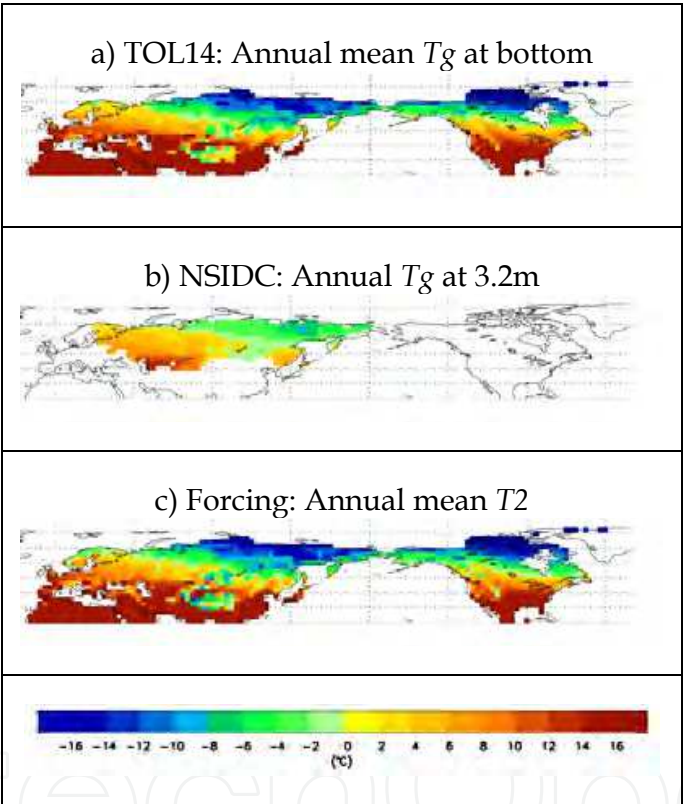 a) TOL14: Annual mean Tg at bottom
b) NSIDC: Annual Tg at 3.2m
c) Forcing: Annual mean T2
-16 -14 -12 -10 -8 -6 -4 -2 0 2 4 6 8 10 12 14 16
(℃)